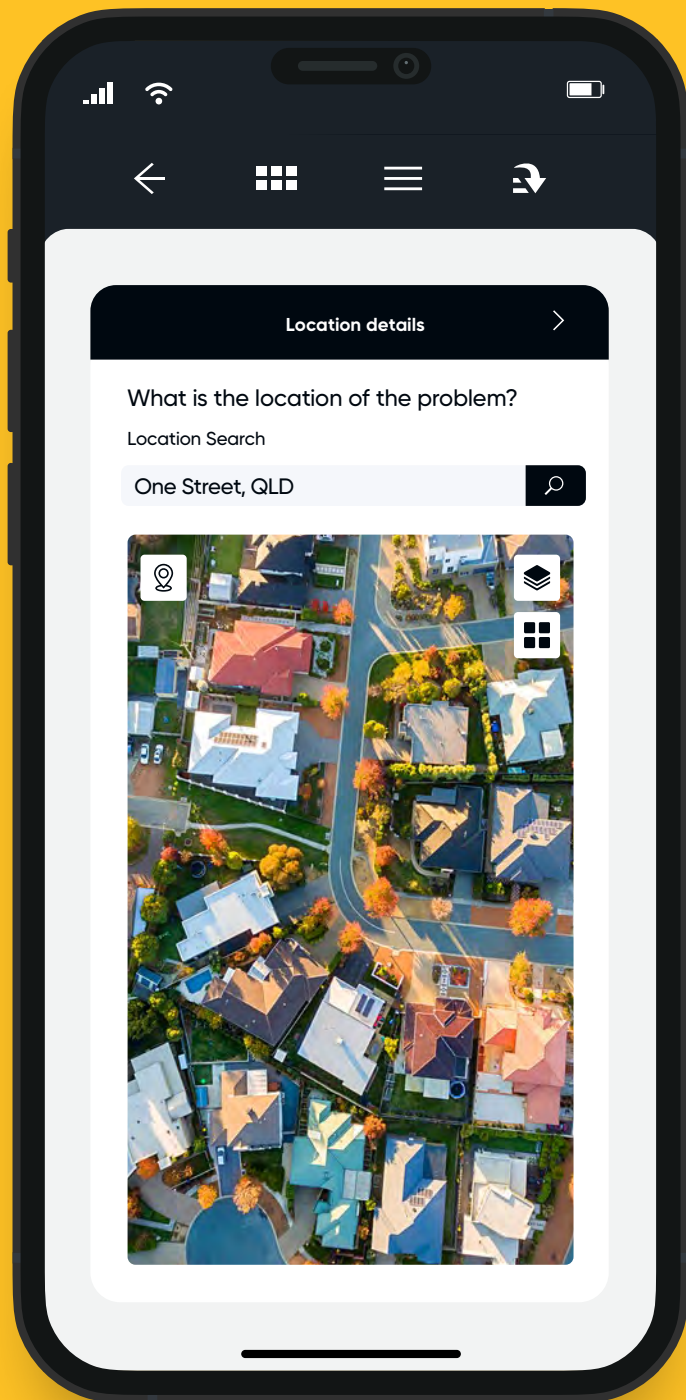 Location details
What is the location of the problem?
Location Search
One Street, QLD